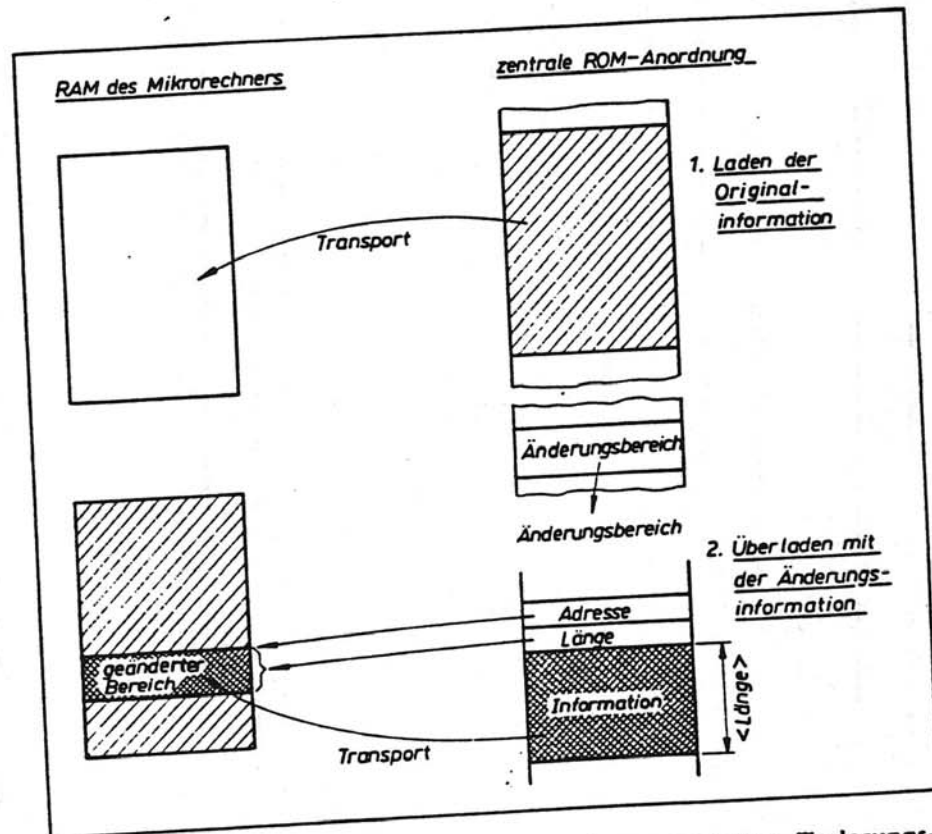 RAM des Mikrorechners
zentrale ROM-Anordnung
1. Laden der
Original-
information
Transport
Änderungsbereich
Änderungsbereich
2. Überladen mit
der Änderungs-
information
Adresse
Länge
geänderter
Bereich
Information
<Länge>
Transport